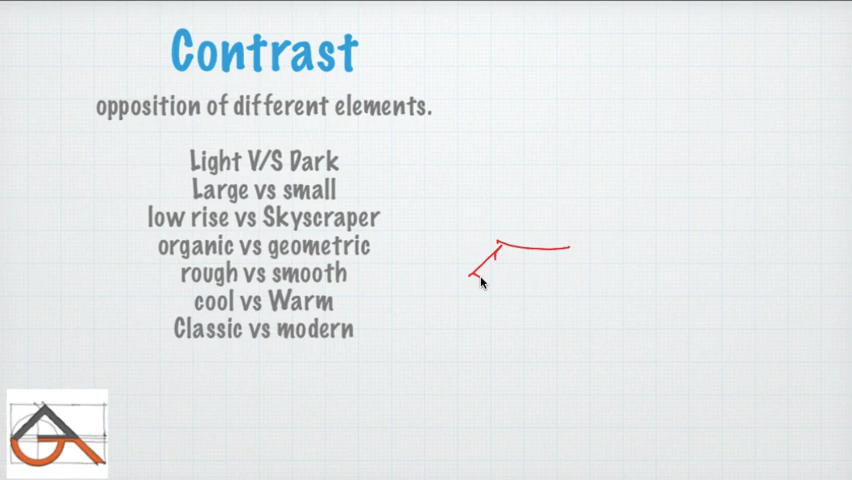 Contrast
opposition of different elements.
Light V/S Dark
Large vs small
low rise vs Skyscraper
organic vs geometric
rough vs smooth
cool vs Warm
Classic vs modern